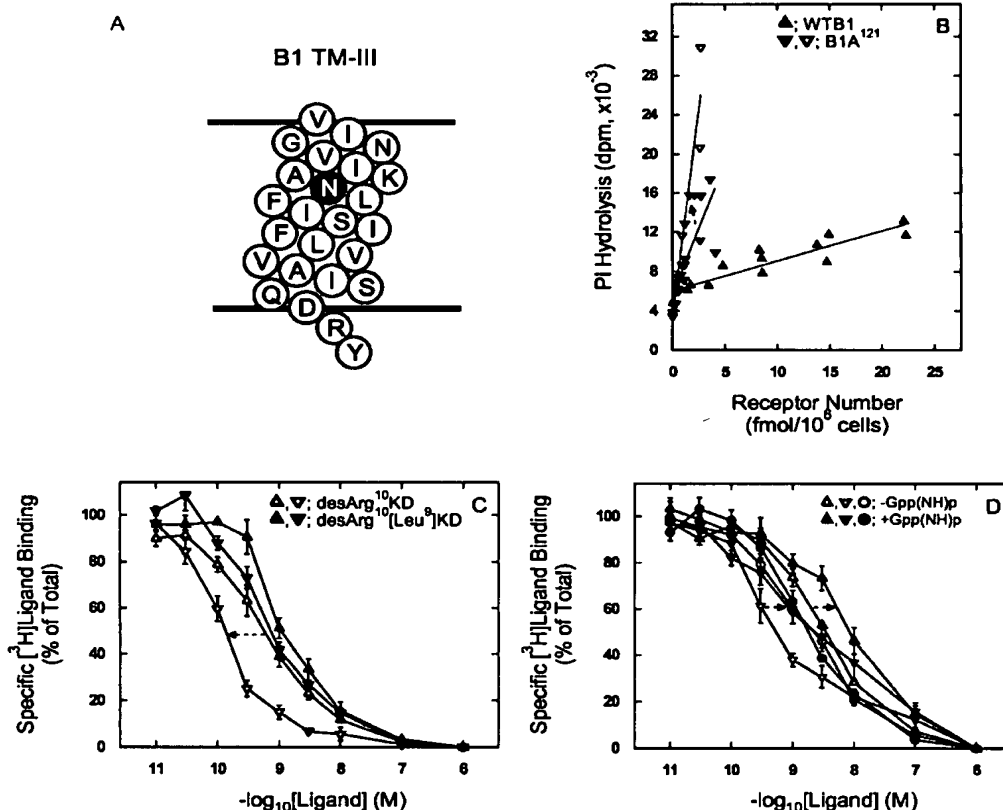 A
B1 TM-III
V
I
G
N
V
A
I
K
N
F
L
I
S
F
I
L
V
V
A
I
S
Q
D
R
Y
B
▲; WTB1
▼,▽; B1A¹²¹
PI Hydrolysis (dpm, x10⁻³)
32
28
24
20
16
12
8
4
0
0 5 10 15 20 25
Receptor Number
(fmol/10⁶ cells)
C
△,▽; desArg¹⁰KD
▲,▼; desArg¹⁰[Leu⁹]KD
Specific [³H]Ligand Binding
(% of Total)
100
80
60
40
20
0
11 10 9 8 7 6
-log₁₀[Ligand] (M)
D
△,▽,○; -Gpp(NH)p
▲,▼,●; +Gpp(NH)p
Specific [³H]Ligand Binding
(% of Total)
100
80
60
40
20
0
11 10 9 8 7 6
-log₁₀[Ligand] (M)